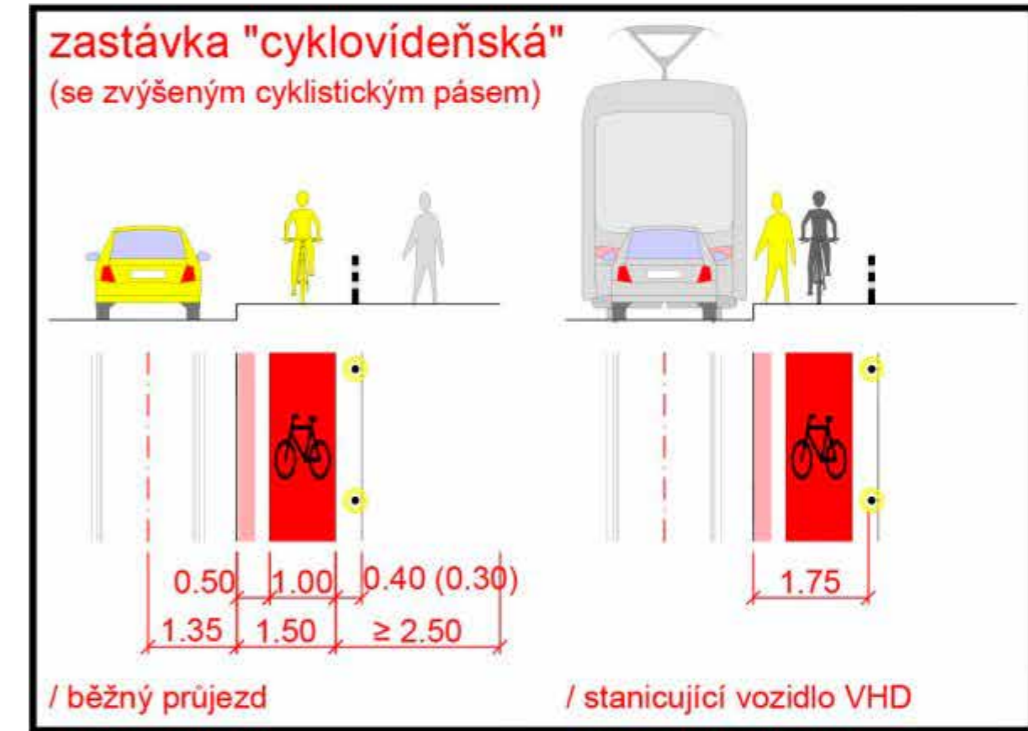 zastávka "cyklovídeňská"
(se zvýšeným cyklistickým pásem)
0.50 1.00 0.40 (0.30)
1.35 1.50 ≥ 2.50
1.75
/ běžný průjezd
/ stanicující vozidlo VHD